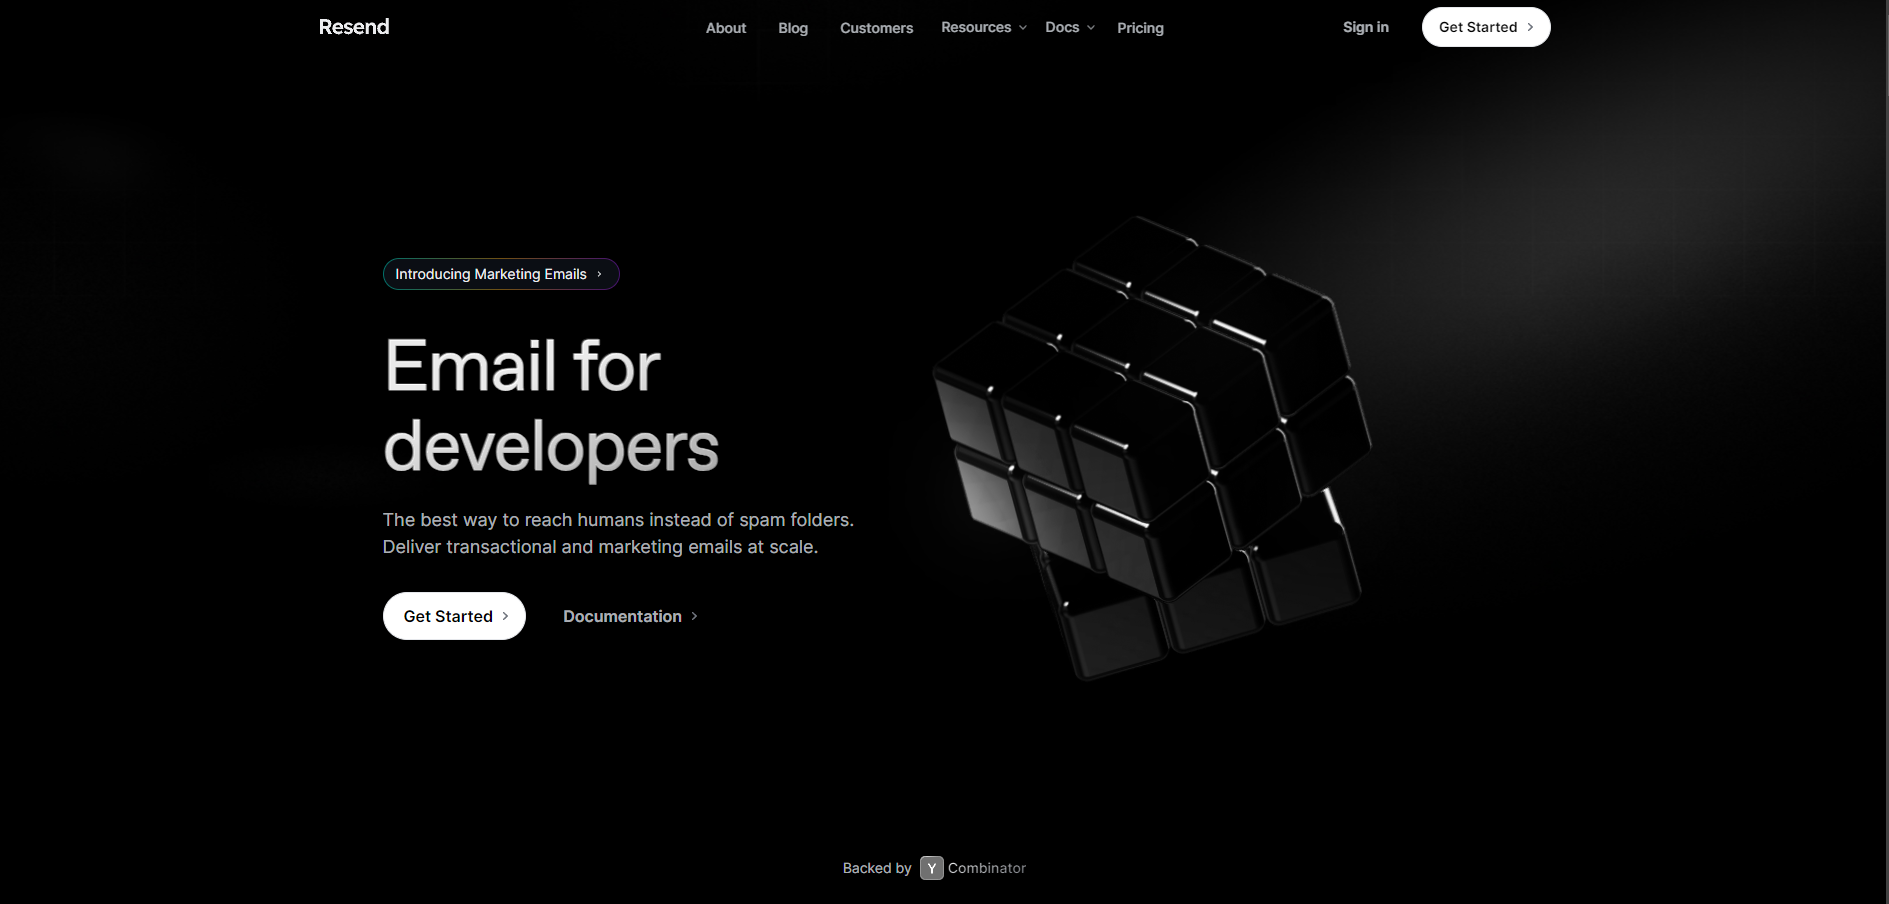 Resend
About
Blog
Customers
Resources
Docs
Pricing
Sign in
Get Started
Introducing Marketing Emails
Email for
developers
The best way to reach humans instead of spam folders.
Deliver transactional and marketing emails at scale.
Get Started
Documentation
Backed by Y Combinator